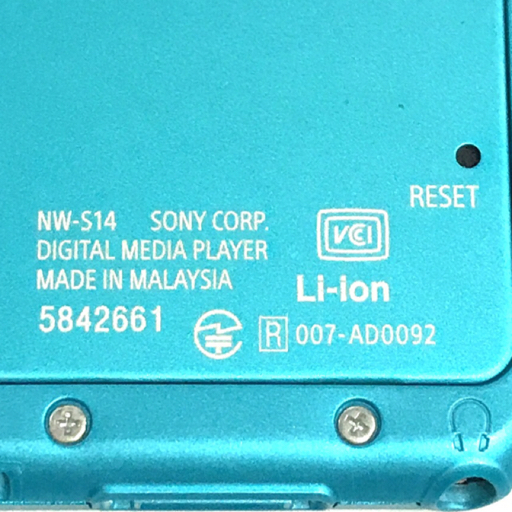 RESET
NW-S14 SONY CORP.
DIGITAL MEDIA PLAYER
MADE IN MALAYSIA
VCCI
Li-ion
5842661
R 007-AD0092